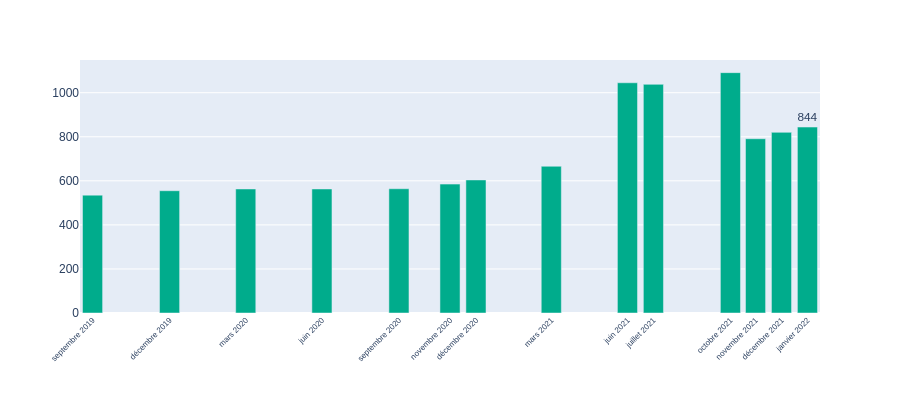 1000
800
600
400
200
0
844
septembre 2019
décembre 2019
mars 2020
juin 2020
septembre 2020
novembre 2020
décembre 2020
mars 2021
juin 2021
juillet 2021
octobre 2021
novembre 2021
décembre 2021
janvier 2022